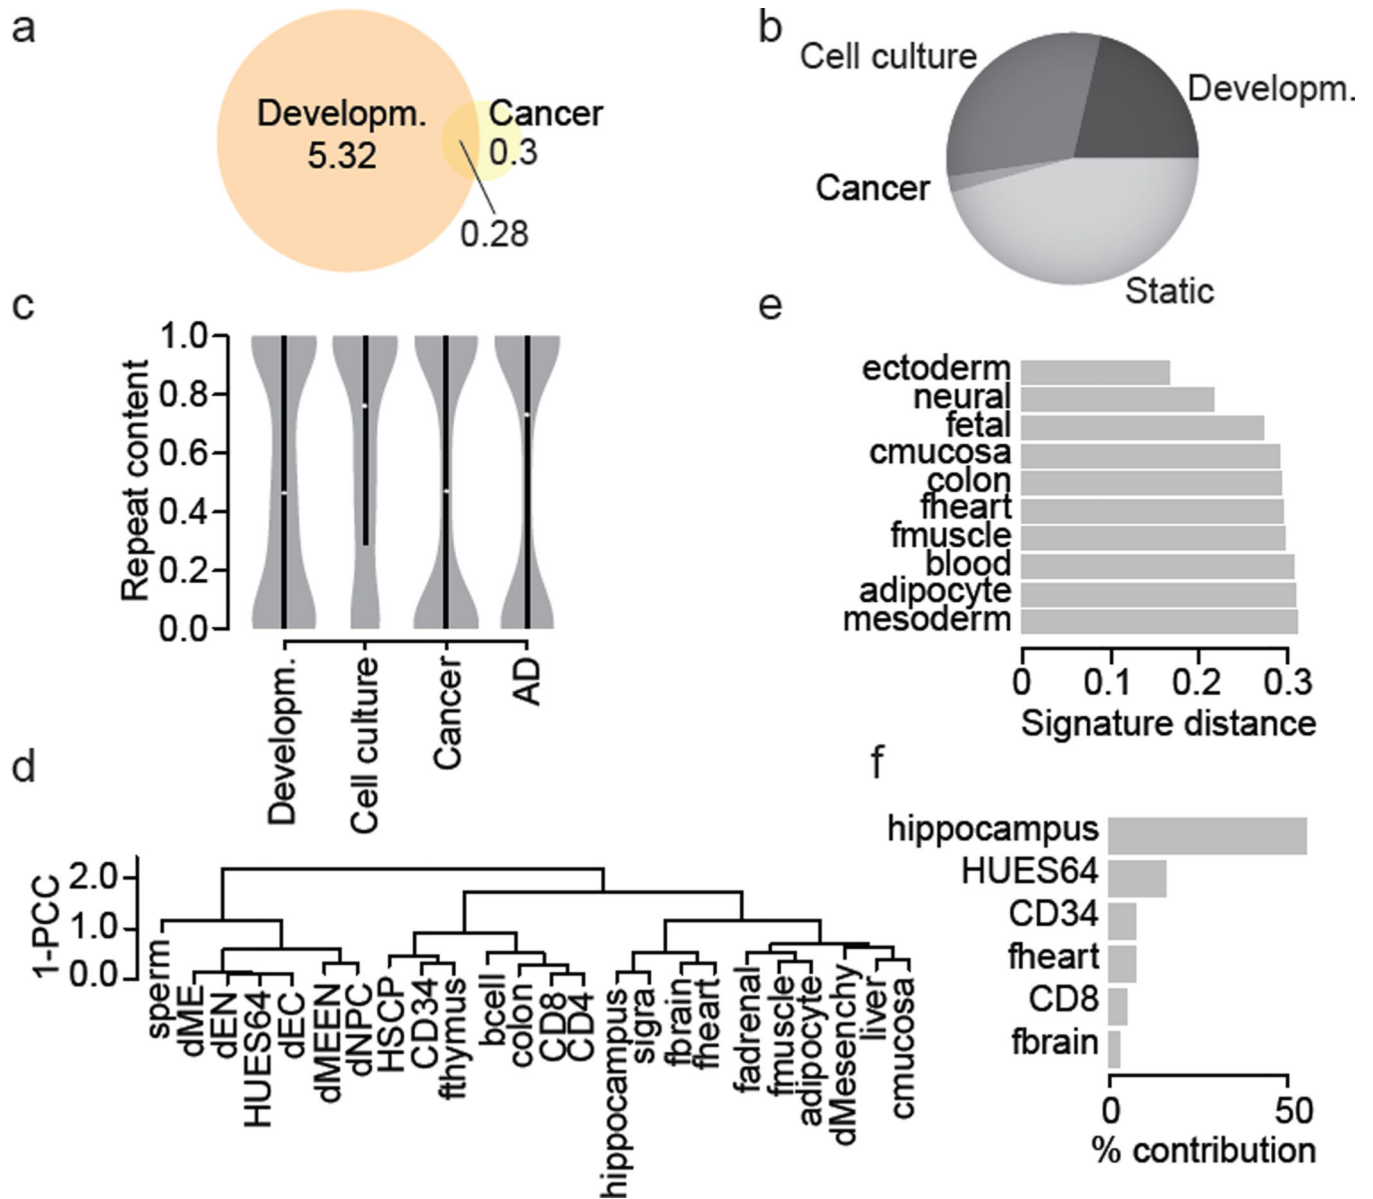 a
Developm.
5.32
Cancer
0.3
0.28
b
Cell culture
Developm.
Cancer
Static
c
Repeat content
1.0
0.8
0.6
0.4
0.2
0.0
Developm.
Cell culture
Cancer
AD
e
ectoderm
neural
fetal
cmucosa
colon
fheart
fmuscle
blood
adipocyte
mesoderm
0 0.1 0.2 0.3
Signature distance
d
1-PCC
2.0
1.0
0.0
sperm
dME
dEN
HUES64
dEC
dMEEN
dNPC
HSCP
CD34
fthymus
bcell
colon
CD8
CD4
hippocampus
sigra
fbrain
fheart
fadrenal
fmuscle
adipocyte
dMesenchy
liver
cmucosa
f
hippocampus
HUES64
CD34
fheart
CD8
fbrain
0 50
% contribution